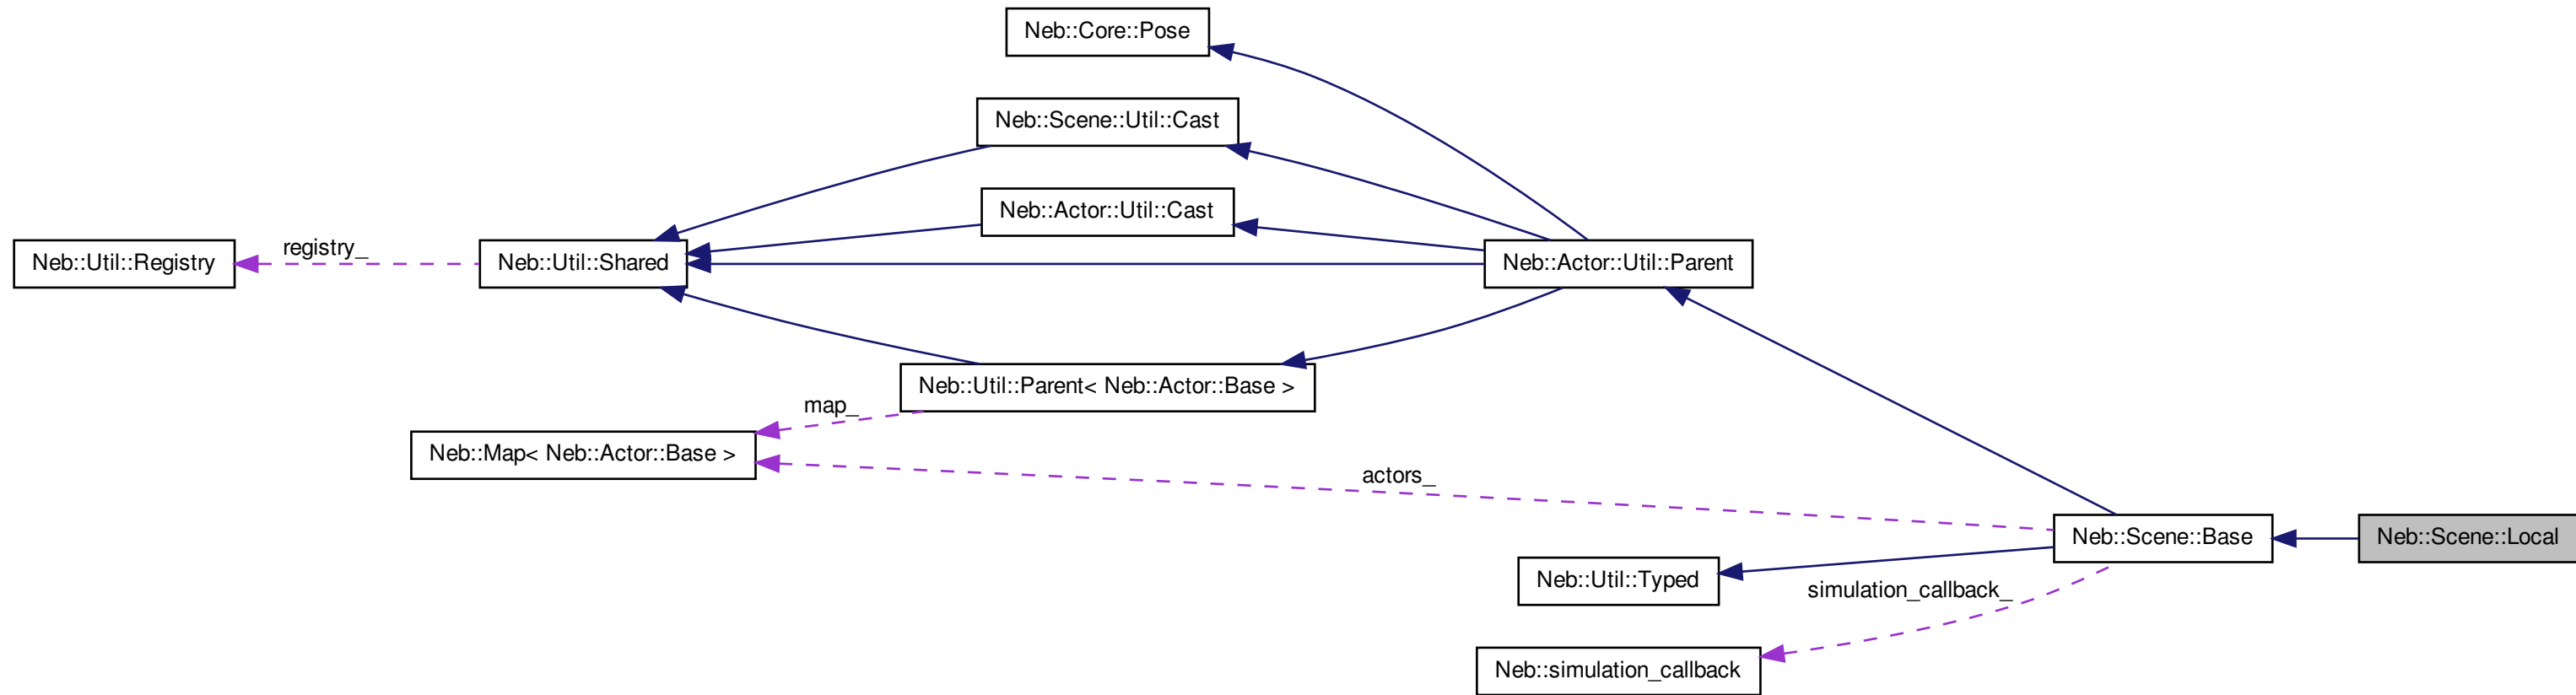 Neb::Core::Pose
Neb::Scene::Util::Cast
Neb::Actor::Util::Cast
registry_
Neb::Util::Registry
Neb::Util::Shared
Neb::Actor::Util::Parent
Neb::Util::Parent< Neb::Actor::Base >
map_
Neb::Map< Neb::Actor::Base >
actors_
Neb::Scene::Base
Neb::Scene::Local
Neb::Util::Typed
simulation_callback_
Neb::simulation_callback